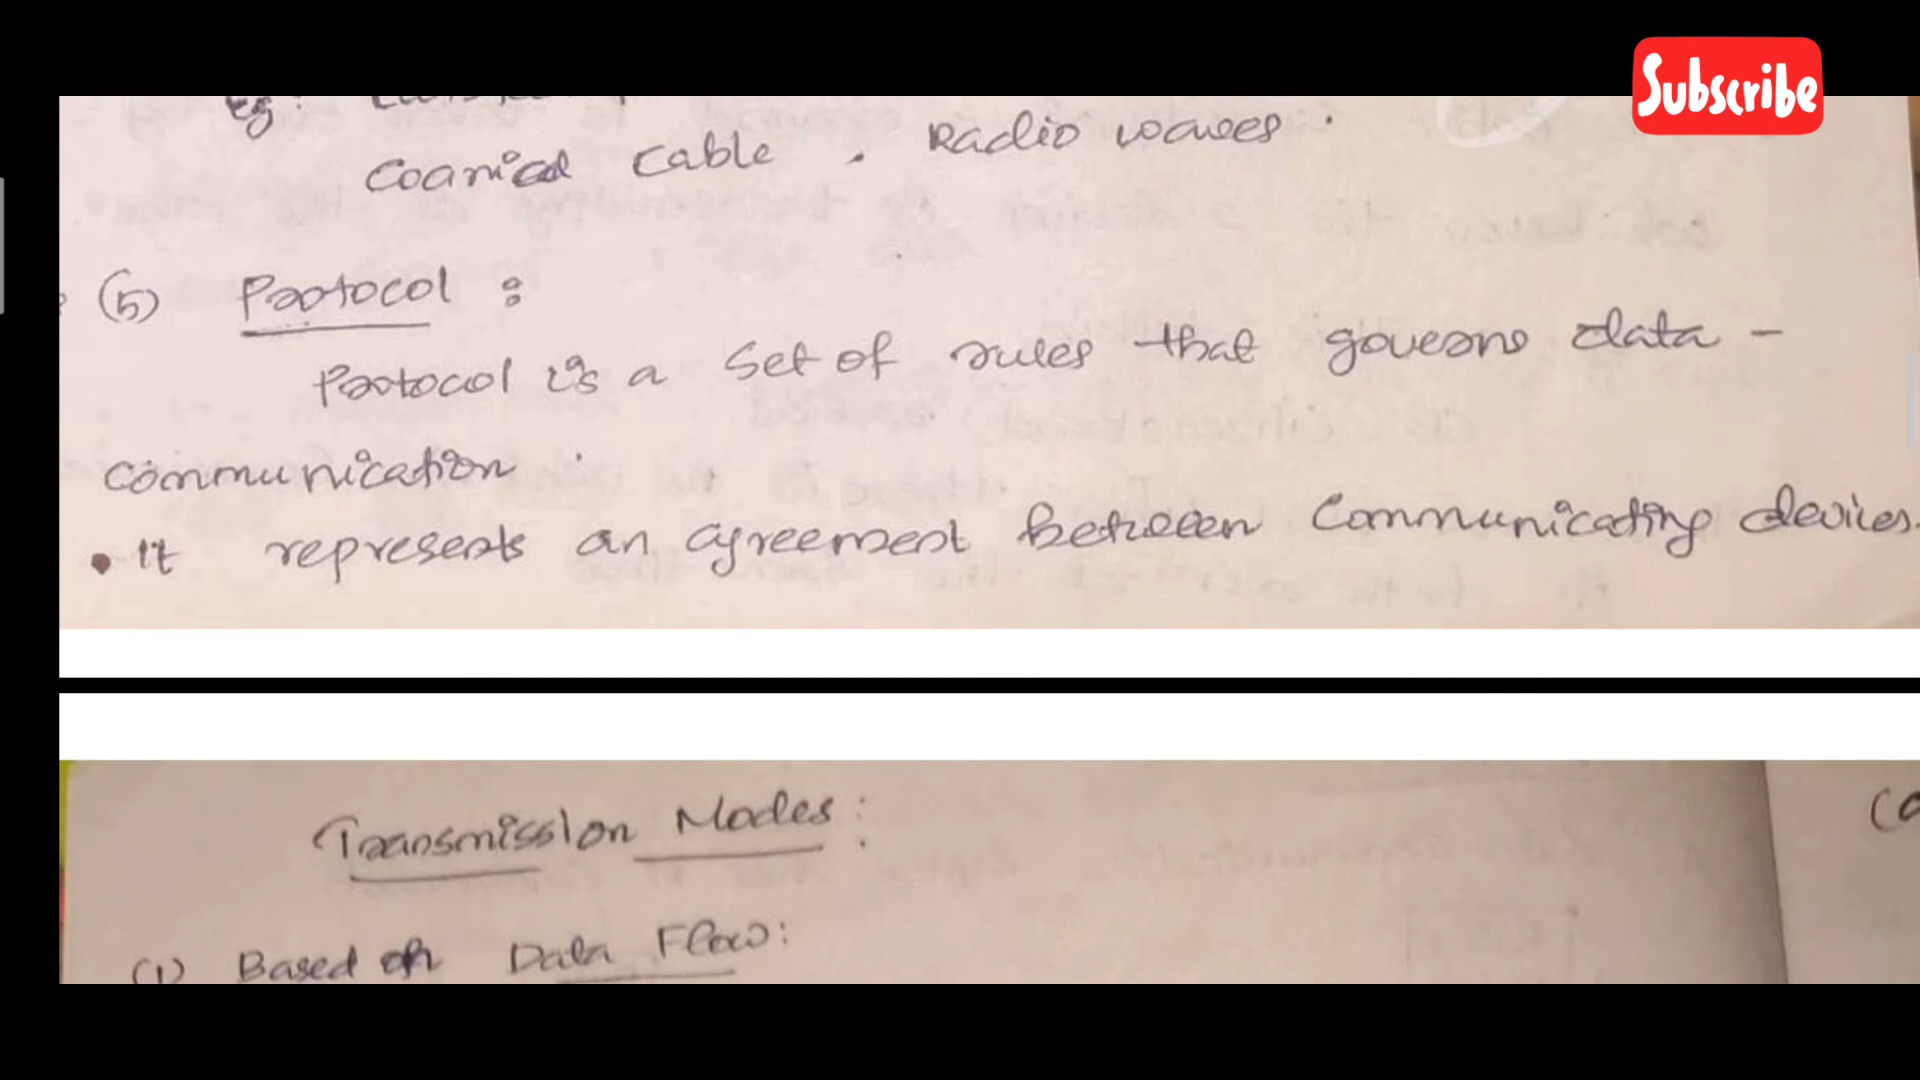 Subscribe
eg:
Coanical Cable . Radio waves .
(5) Protocol :
Protocol is a set of rules that governs data -
communication .
• It represents an agreement between communicating devices.
Transmission Modes :
(1) Based on Data Flow :